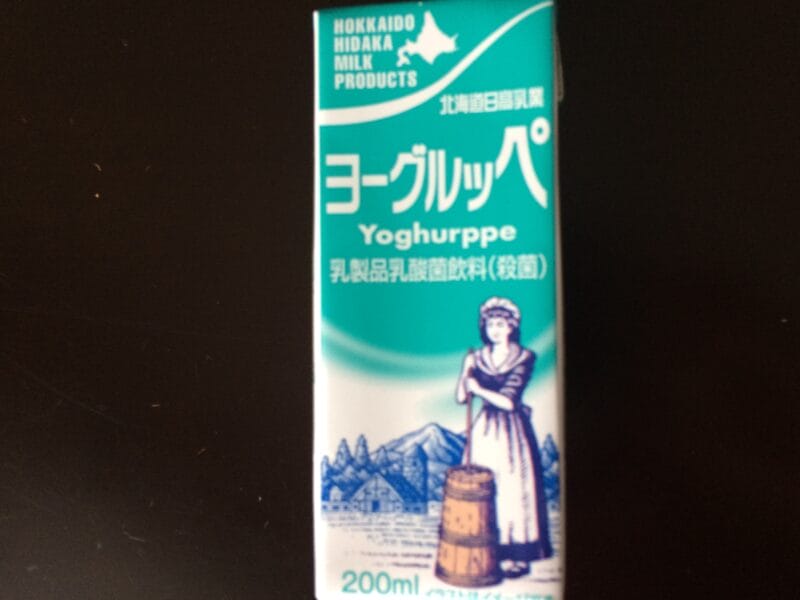 HOKKAIDO
HIDAKA
MILK
PRODUCTS
北海道日高乳業
ヨーグルッペ
Yoghurppe
乳製品乳酸菌飲料(殺菌)
200ml